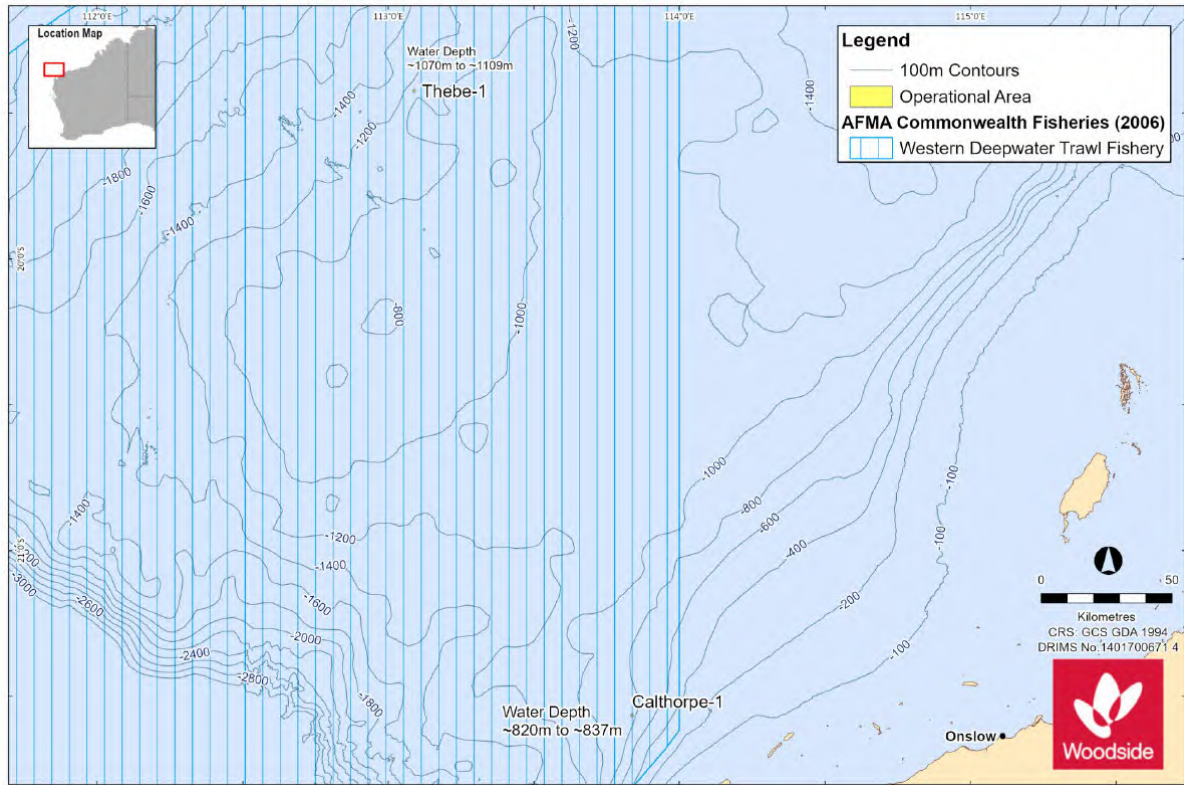 112°0'E
113°0'E
114°0'E
115°0'E
Location Map
Water Depth
~1070m to ~1109m
Thebe-1
Legend
100m Contours
Operational Area
AFMA Commonwealth Fisheries (2006)
Western Deepwater Trawl Fishery
-1200
-1400
-1400
-1200
-1800
-1600
-1400
20°0'S
-800
-1000
-1000
-800
-600
-400
-200
-100
-100
-100
-1400
-1200
-1400
-1600
-2000
-1800
21°0'S
-3000
-2600
-2400
-2800
Water Depth
~820m to ~837m
Calthorpe-1
Onslow
0
50
Kilometres
CRS: GCS GDA 1994
DRIMS No.1401700671 4
Woodside